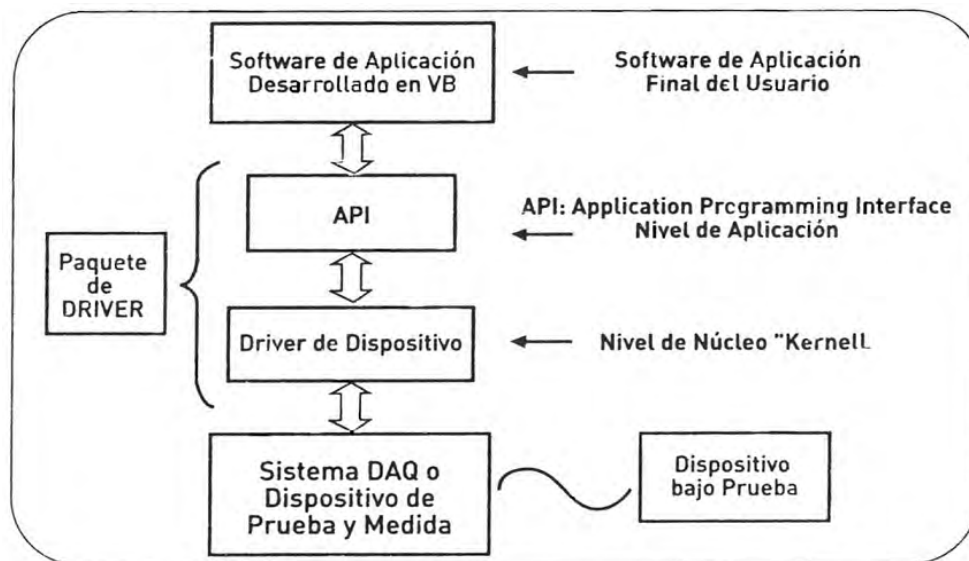 Software de Aplicación
Desarrollado en VB
Software de Aplicación
Final del Usuario
API
API: Application Programming Interface
Nivel de Aplicación
Paquete
de
DRIVER
Driver de Dispositivo
Nivel de Núcleo "Kernell
Sistema DAQ o
Dispositivo de
Prueba y Medida
Dispositivo
bajo Prueba